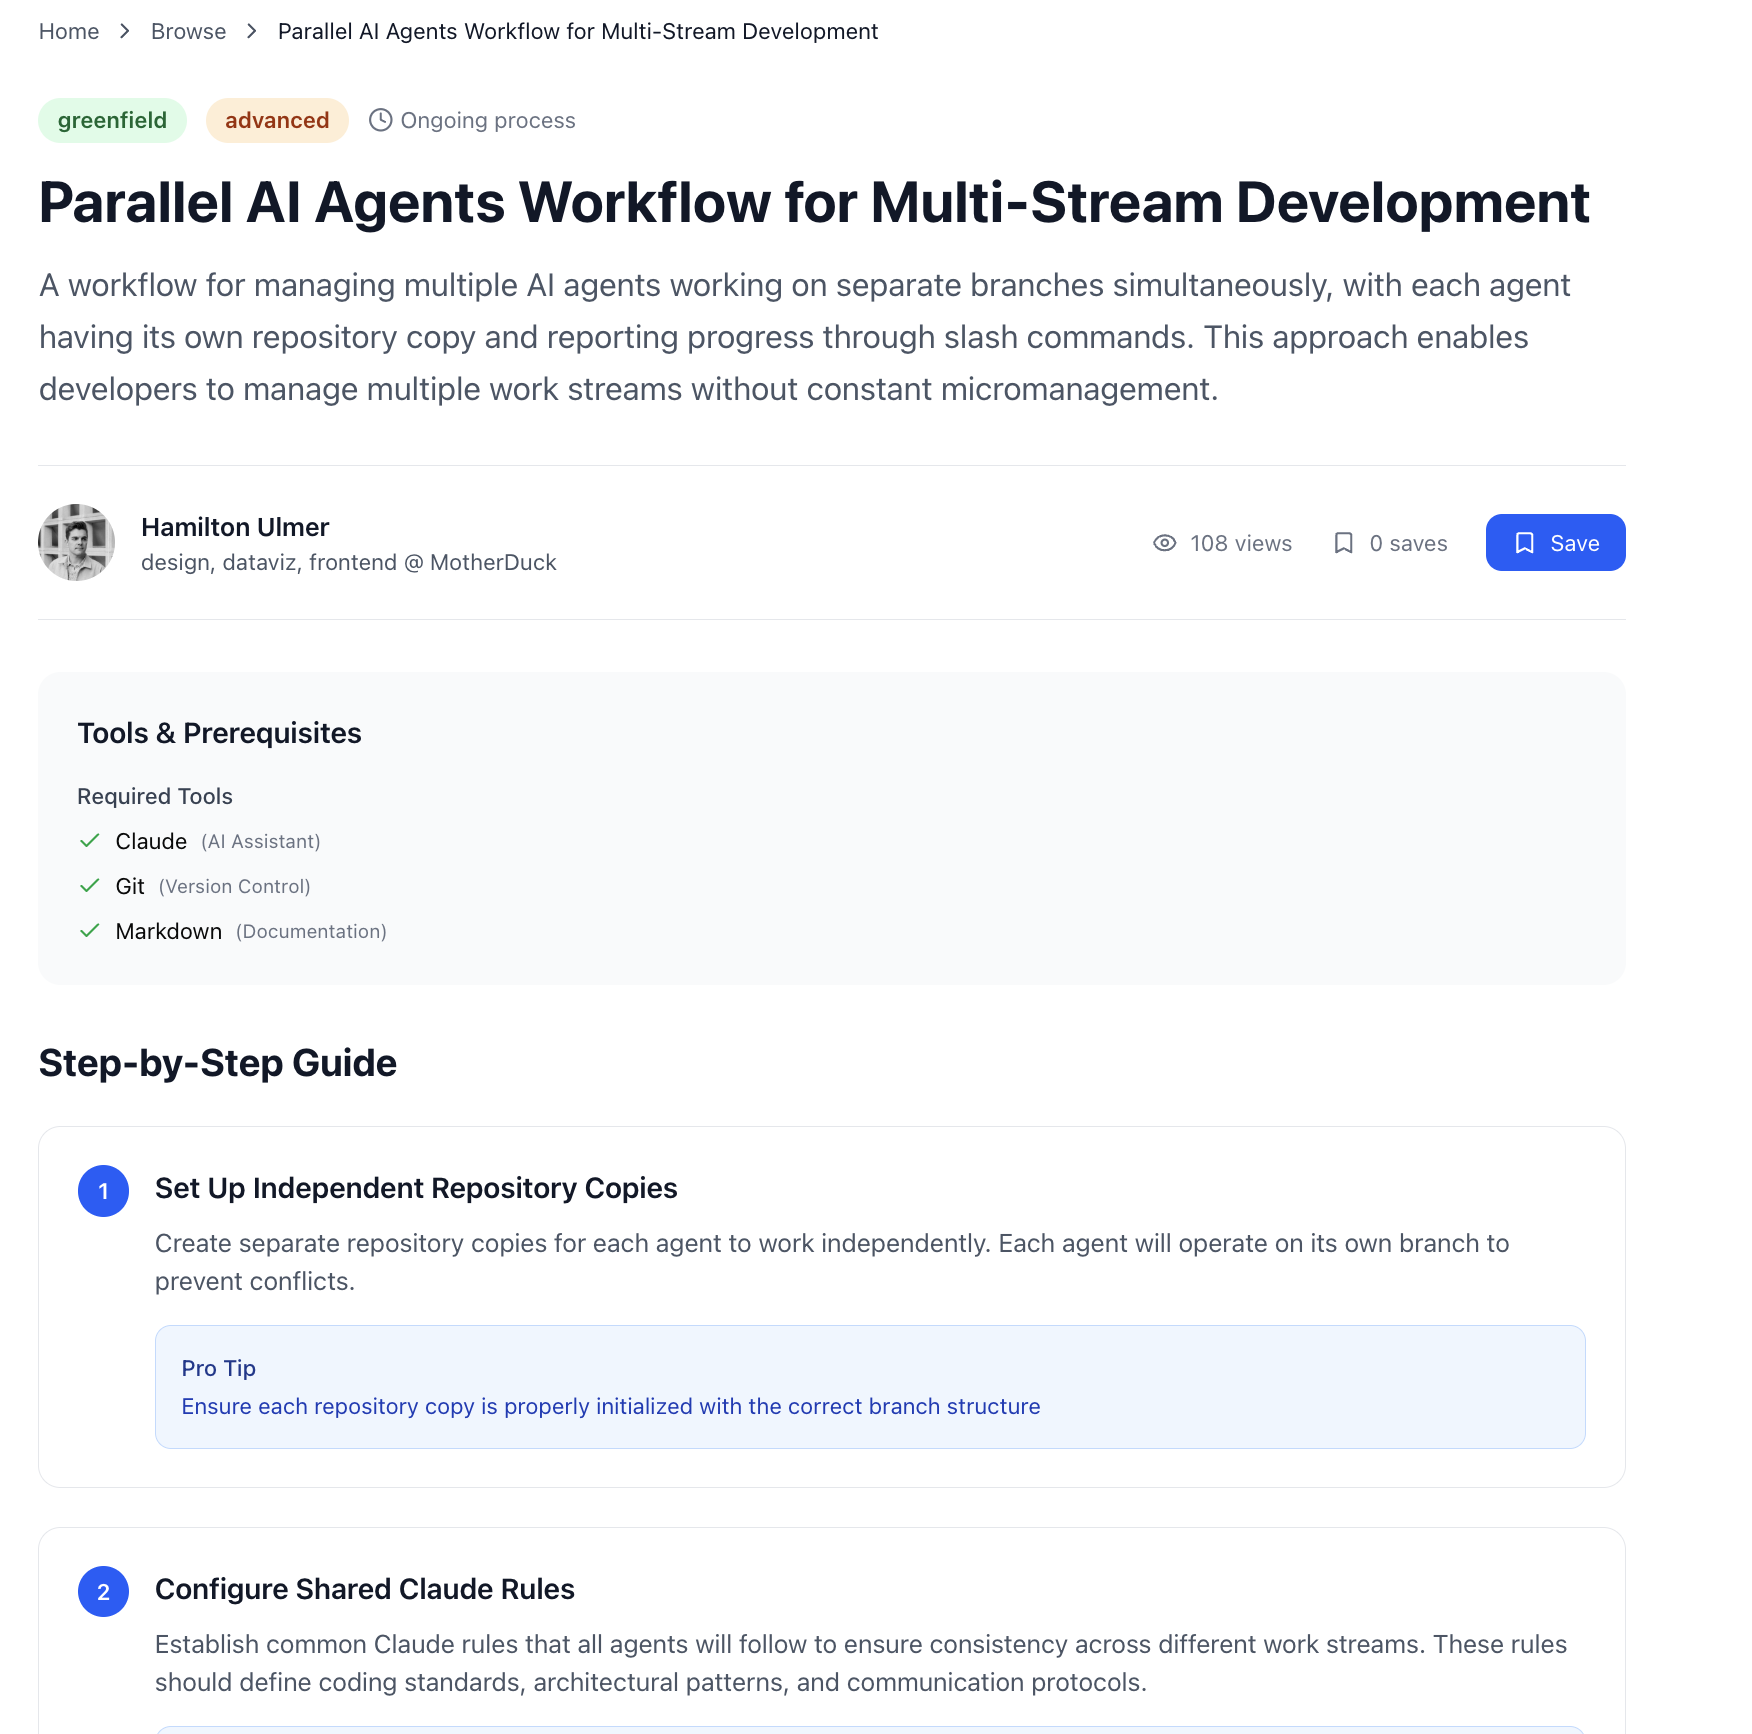 Home > Browse > Parallel AI Agents Workflow for Multi-Stream Development
greenfield advanced Ongoing process
Parallel AI Agents Workflow for Multi-Stream Development
A workflow for managing multiple AI agents working on separate branches simultaneously, with each agent
having its own repository copy and reporting progress through slash commands. This approach enables
developers to manage multiple work streams without constant micromanagement.
Hamilton Ulmer
design, dataviz, frontend @ MotherDuck
108 views 0 saves Save
Tools & Prerequisites
Required Tools
Claude (AI Assistant)
Git (Version Control)
Markdown (Documentation)
Step-by-Step Guide
1 Set Up Independent Repository Copies
Create separate repository copies for each agent to work independently. Each agent will operate on its own branch to
prevent conflicts.
Pro Tip
Ensure each repository copy is properly initialized with the correct branch structure
2 Configure Shared Claude Rules
Establish common Claude rules that all agents will follow to ensure consistency across different work streams. These rules
should define coding standards, architectural patterns, and communication protocols.